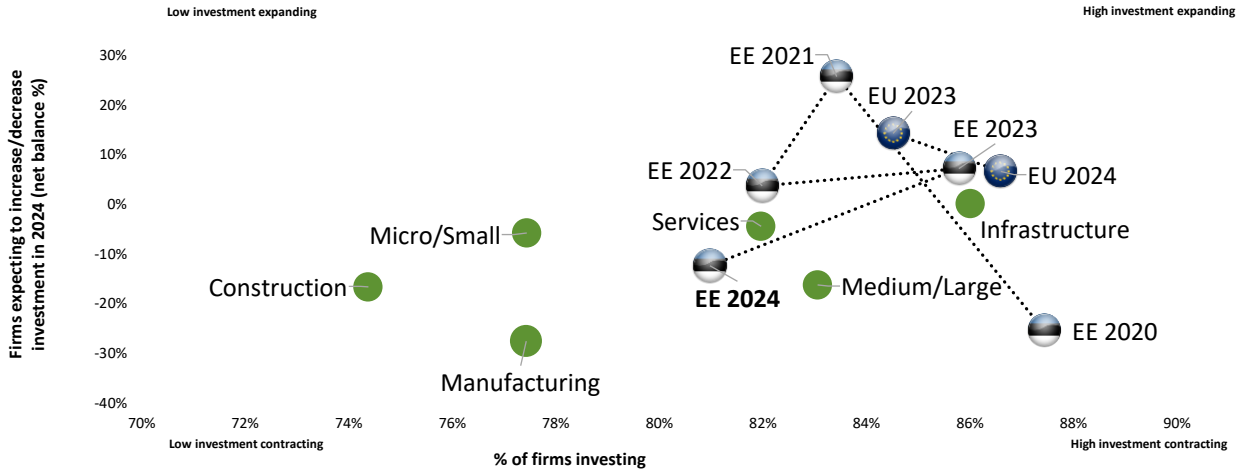 Low investment expanding
High investment expanding
Firms expecting to increase/decrease
investment in 2024 (net balance %)
30%
20%
10%
0%
-10%
-20%
-30%
-40%
EE 2021
EU 2023
EE 2023
EE 2022
EU 2024
Services
Infrastructure
Micro/Small
Construction
EE 2024
Medium/Large
EE 2020
Manufacturing
70%
72%
74%
76%
78%
80%
82%
84%
86%
88%
90%
Low investment contracting
High investment contracting
% of firms investing